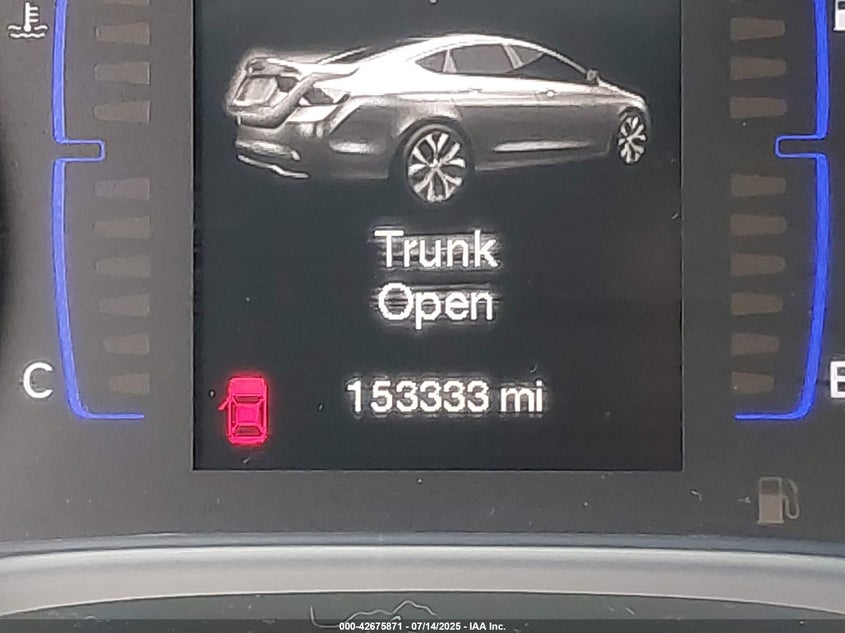 Trunk
Open
153333 mi
C
E
000-42675871 - 07/14/2025 - IAA Inc.